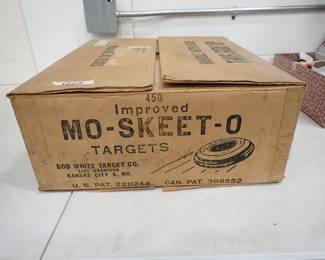 450
Improved
MO-SKEET-O
TARGETS
BOB WHITE TARGET CO.
KANSAS CITY 8, MO.
U. S. PAT. 2211244 CAN. PAT. 398552